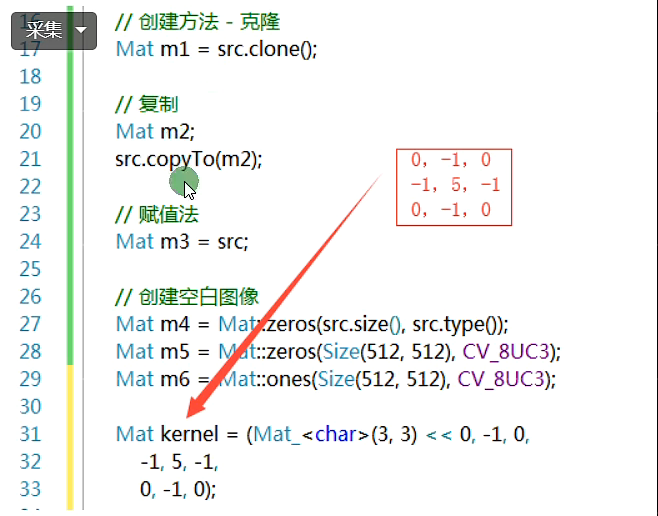 16 // 创建方法 - 克隆
采集
17 Mat m1 = src.clone();
18
19 // 复制
20 Mat m2;
21 src.copyTo(m2);
22
23 // 赋值法
24 Mat m3 = src;
25
26 // 创建空白图像
27 Mat m4 = Mat::zeros(src.size(), src.type());
28 Mat m5 = Mat::zeros(Size(512, 512), CV_8UC3);
29 Mat m6 = Mat::ones(Size(512, 512), CV_8UC3);
30
31 Mat kernel = (Mat_<char>(3, 3) << 0, -1, 0,
32 -1, 5, -1,
33 0, -1, 0);
0, -1, 0
-1, 5, -1
0, -1, 0